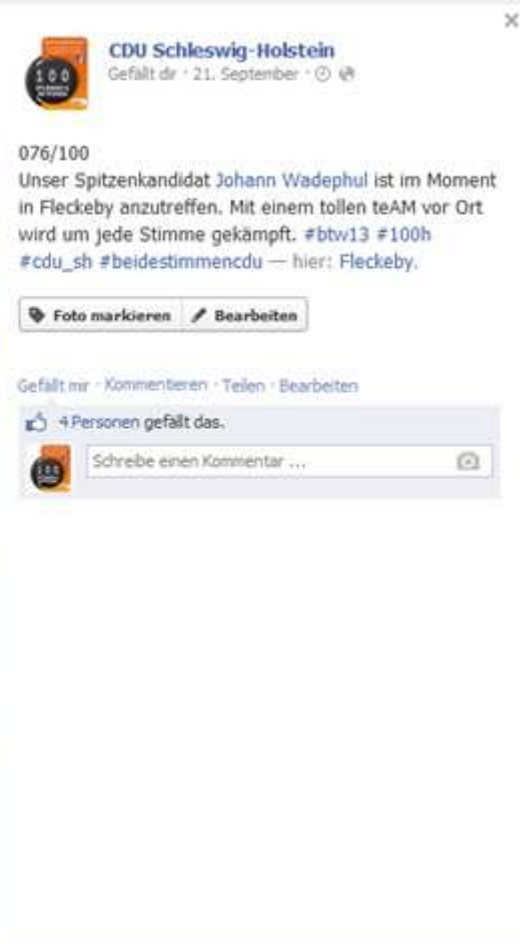 CDU Schleswig-Holstein
Gefällt dir · 21. September ·
100
076/100
Unser Spitzenkandidat Johann Wadephul ist im Moment
in Fleckeby anzutreffen. Mit einem tollen teAM vor Ort
wird um jede Stimme gekämpft. #btw13 #100h
#cdu_sh #beidestimmencdu — hier: Fleckeby.
Foto markieren Bearbeiten
Gefällt mir · Kommentieren · Teilen · Bearbeiten
4 Personen gefällt das.
Schreibe einen Kommentar ...